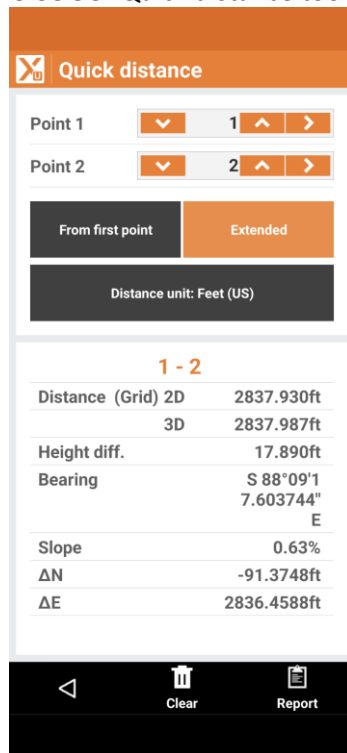 Quick distance
Point 1 1
Point 2 2
From first point Extended
Distance unit: Feet (US)
1 - 2
Distance (Grid) 2D 2837.930ft
3D 2837.987ft
Height diff. 17.890ft
Bearing S 88°09'1
7.603744"
E
Slope 0.63%
ΔN -91.3748ft
ΔE 2836.4588ft
Clear Report